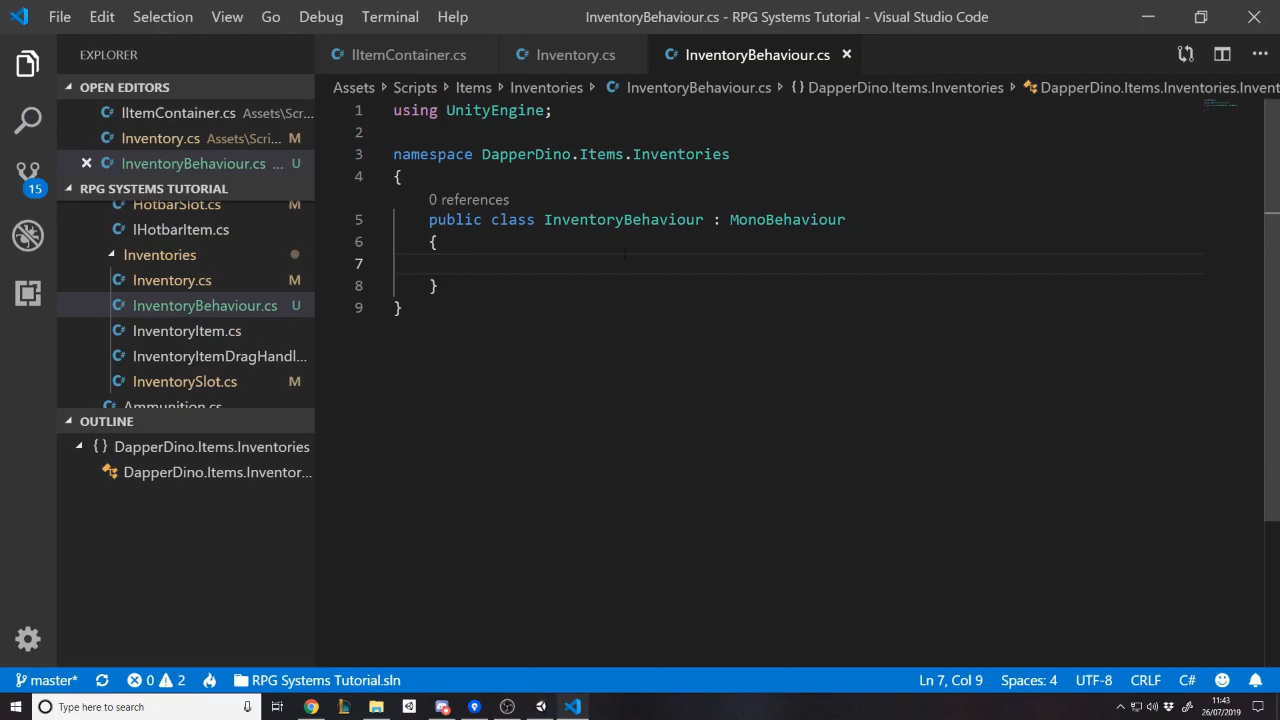 File Edit Selection View Go Debug Terminal Help
InventoryBehaviour.cs - RPG Systems Tutorial - Visual Studio Code
EXPLORER
OPEN EDITORS
IItemContainer.cs Assets\Scr...
Inventory.cs Assets\Scri... M
InventoryBehaviour.cs ... U
RPG SYSTEMS TUTORIAL
HotbarSlot.cs M
IHotbarItem.cs
Inventories
Inventory.cs M
InventoryBehaviour.cs U
InventoryItem.cs
InventoryItemDragHandl...
InventorySlot.cs M
Ammunition.cs
OUTLINE
{ } DapperDino.Items.Inventories
DapperDino.Items.Inventor...
15
IItemContainer.cs
Inventory.cs
InventoryBehaviour.cs
Assets Scripts Items Inventories InventoryBehaviour.cs { } DapperDino.Items.Inventories DapperDino.Items.Inventories.Invent
1 using UnityEngine;
2
3 namespace DapperDino.Items.Inventories
4 {
0 references
5 public class InventoryBehaviour : MonoBehaviour
6 {
7
8 }
9 }
master* 0 2 RPG Systems Tutorial.sln
Ln 7, Col 9 Spaces: 4 UTF-8 CRLF C#
Type here to search
11:43
26/07/2019